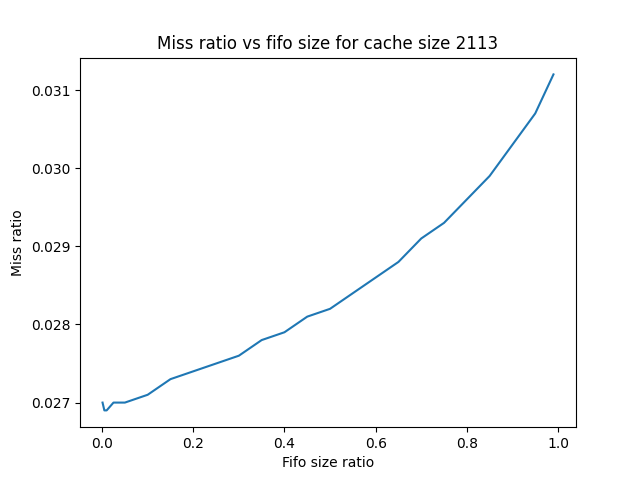 Miss ratio vs fifo size for cache size 2113
0.031
0.030
0.029
0.028
0.027
Miss ratio
0.0 0.2 0.4 0.6 0.8 1.0
Fifo size ratio